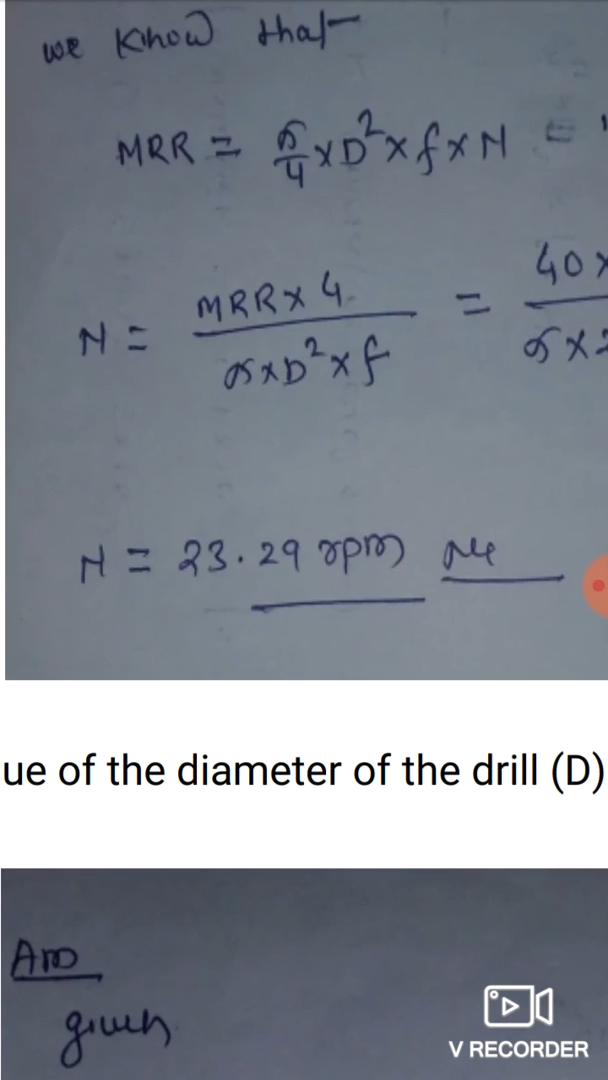 we know that
MRR = π/4 × D² × f × N =
N = MRR × 4 / π × D² × f = 40 × / π ×
N = 23.29 rpm
ue of the diameter of the drill (D)
Ans
given
V RECORDER